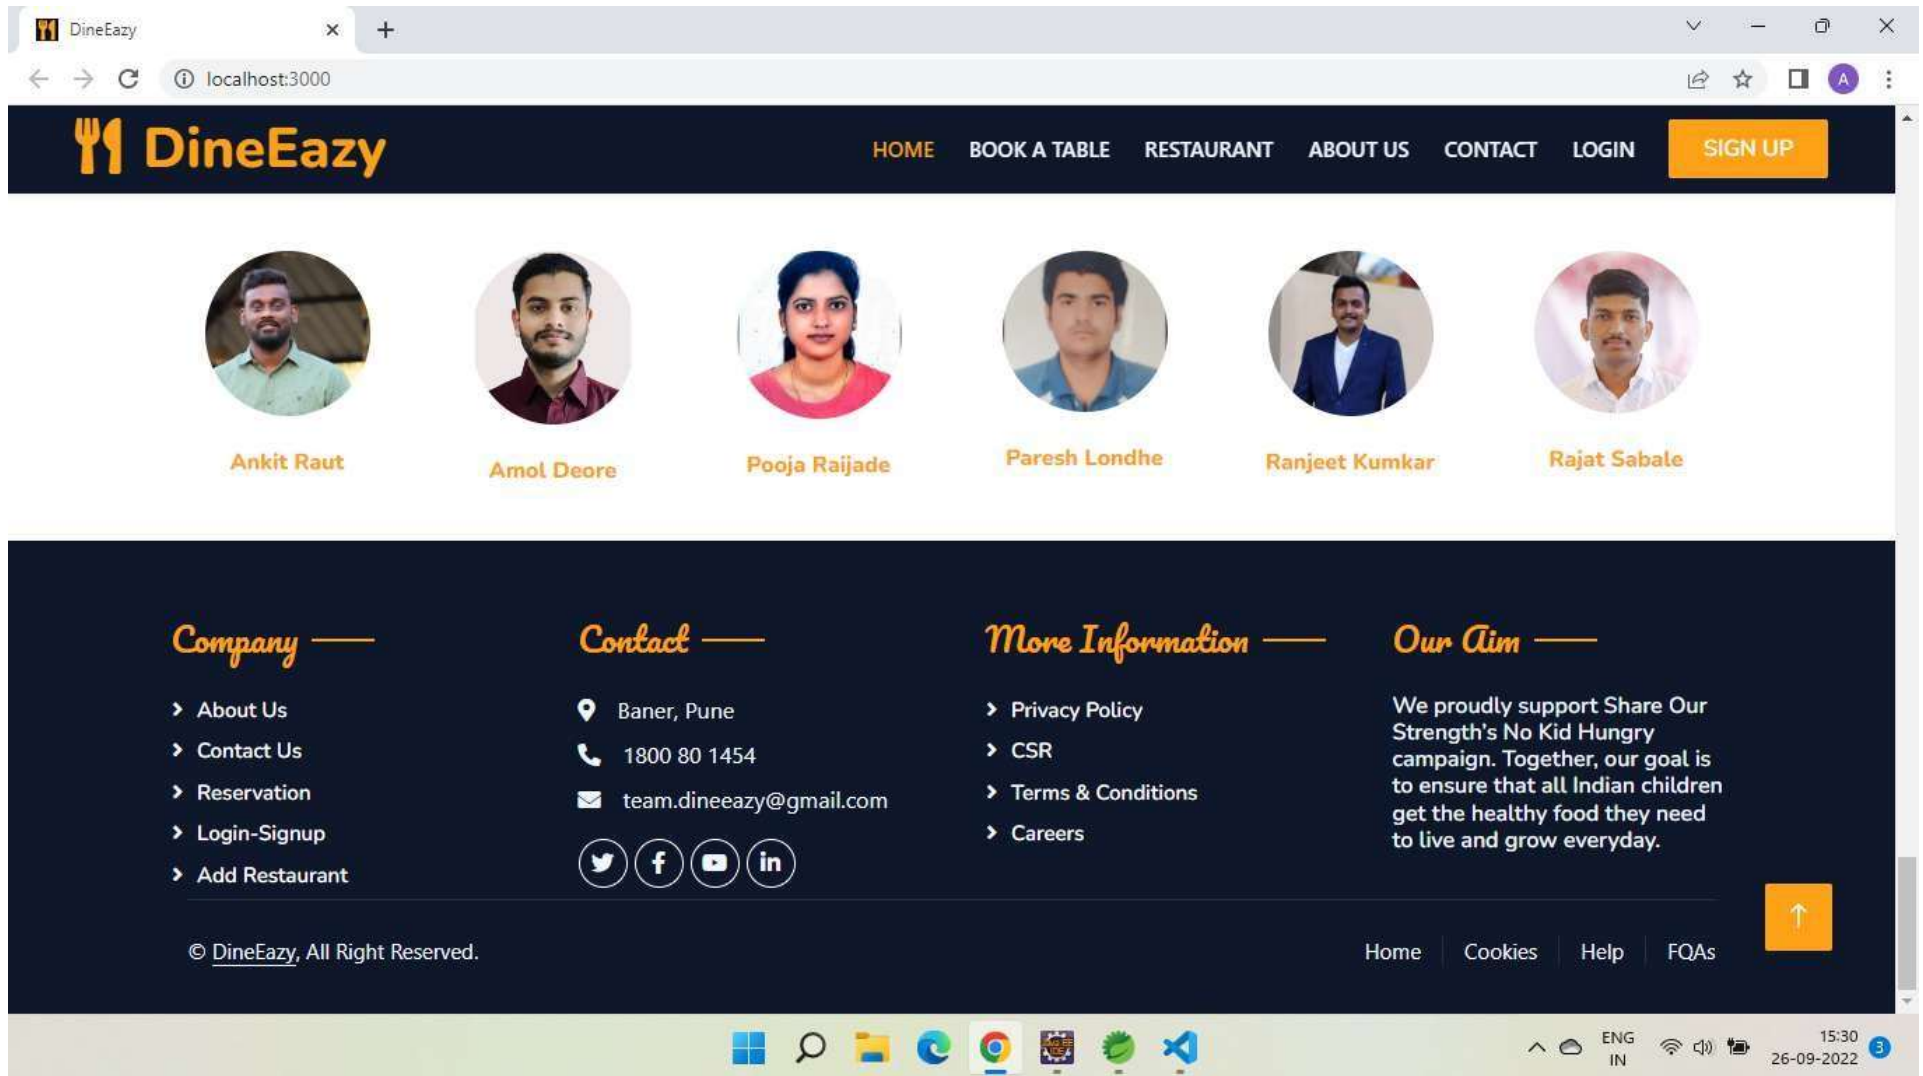 DineEazy
localhost:3000
A
DineEazy
HOME BOOK A TABLE RESTAURANT ABOUT US CONTACT LOGIN SIGN UP
Ankit Raut
Amol Deore
Pooja Raijade
Paresh Londhe
Ranjeet Kumkar
Rajat Sabale
Company
About Us
Contact Us
Reservation
Login-Signup
Add Restaurant
Contact
Baner, Pune
1800 80 1454
team.dineeazy@gmail.com
More Information
Privacy Policy
CSR
Terms & Conditions
Careers
Our Aim
We proudly support Share Our
Strength's No Kid Hungry
campaign. Together, our goal is
to ensure that all Indian children
get the healthy food they need
to live and grow everyday.
© DineEazy, All Right Reserved.
Home Cookies Help FQAs
ENG
IN
15:30
26-09-2022
3